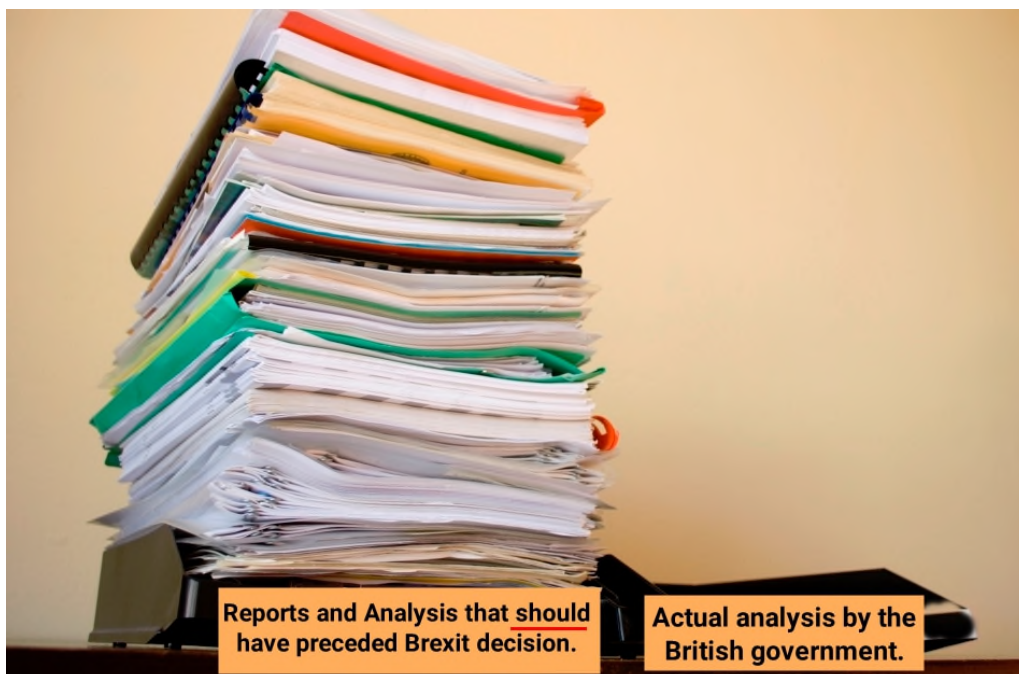 Reports and Analysis that should
have preceded Brexit decision.
Actual analysis by the
British government.